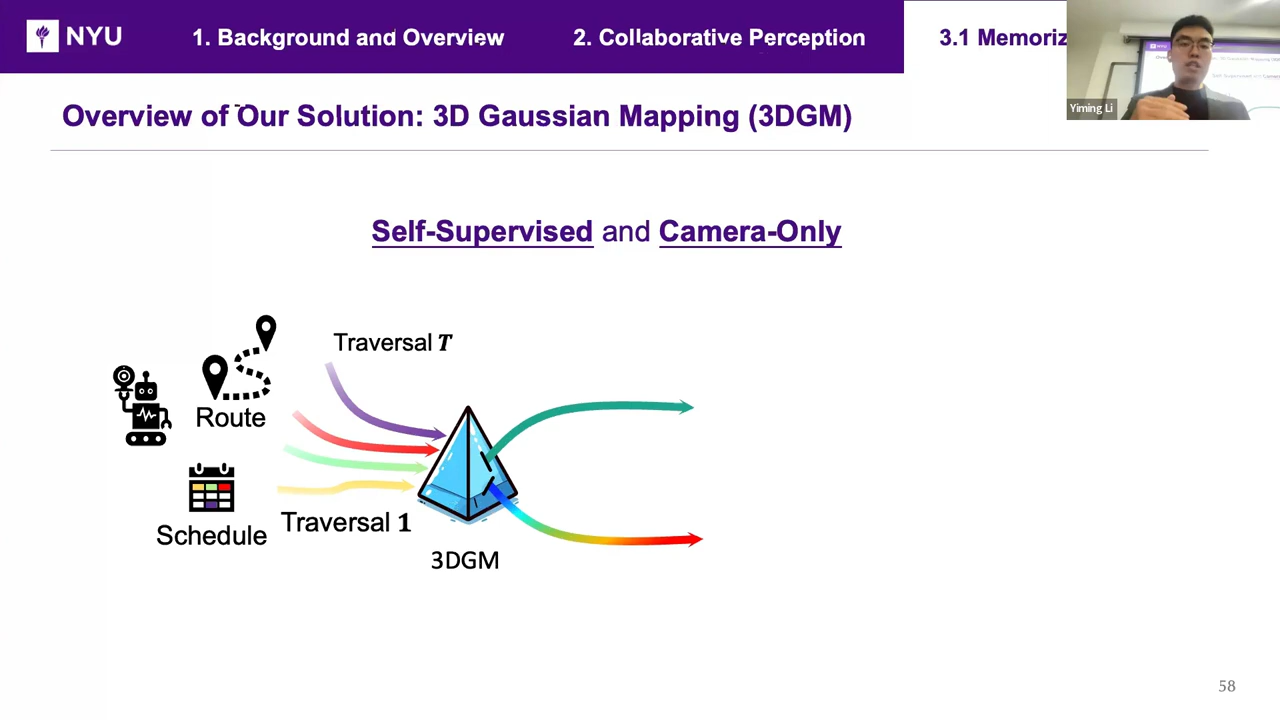 NYU
1. Background and Overview
2. Collaborative Perception
3.1 Memoriz
Yiming Li
Overview of Our Solution: 3D Gaussian Mapping (3DGM)
Self-Supervised and Camera-Only
Traversal T
Route
Schedule
Traversal 1
3DGM
58